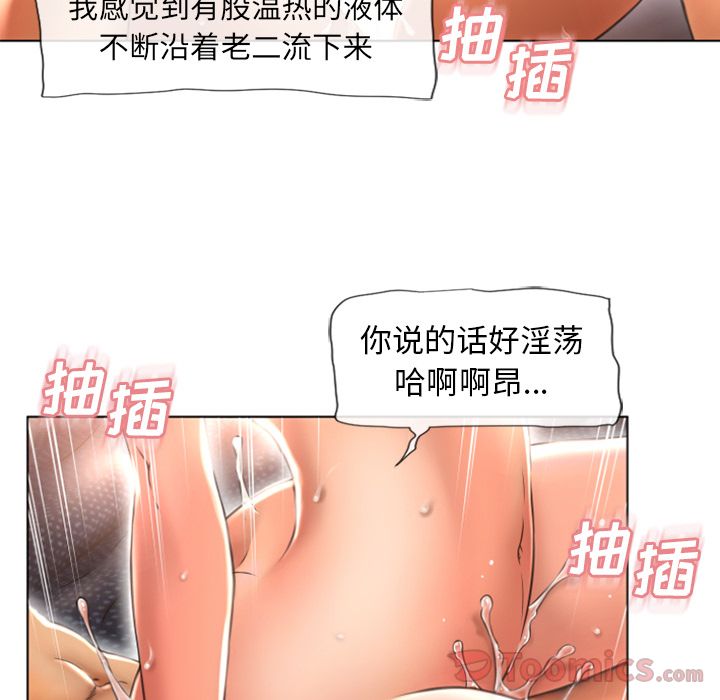 我感觉到有股温热的液体
不断沿着老二流下来
抽插
你说的话好淫荡
哈啊啊昂...
抽插
抽插
Toomics.com